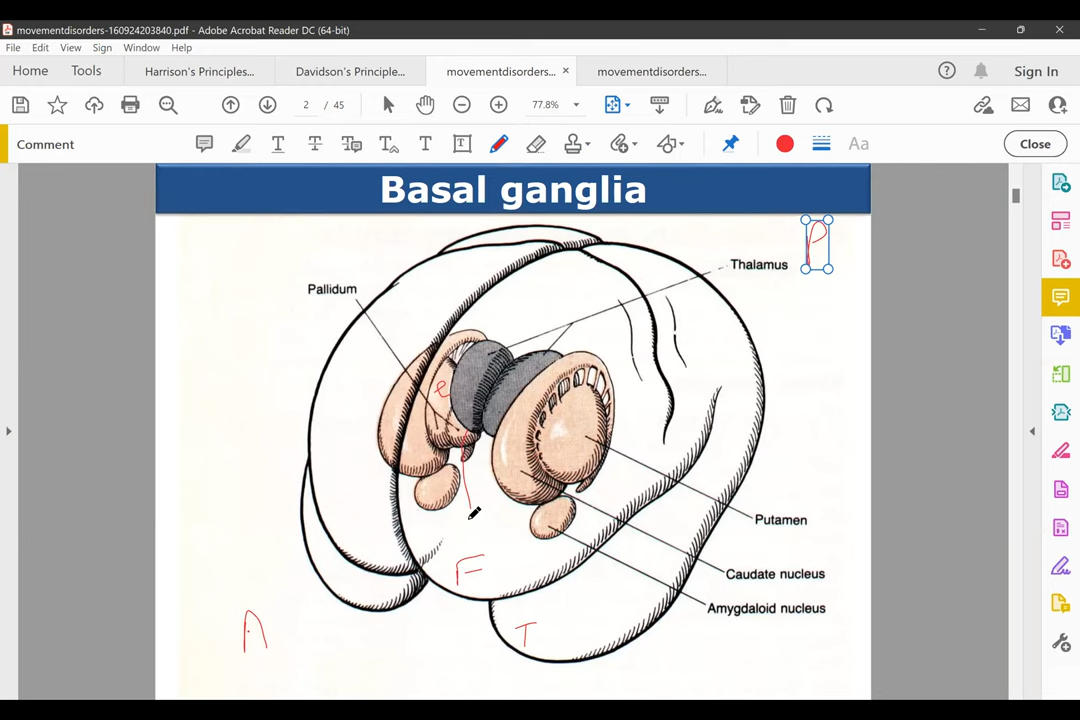 movementdisorders-160924203840.pdf - Adobe Acrobat Reader DC (64-bit)
File Edit View Sign Window Help
Home Tools Harrison's Principles... Davidson's Principle... movementdisorders... × movementdisorders... Sign In
2 / 45 77.8%
Comment Aa Close
Basal ganglia
P
Thalamus
Pallidum
e
Putamen
F
Caudate nucleus
Amygdaloid nucleus
A
T